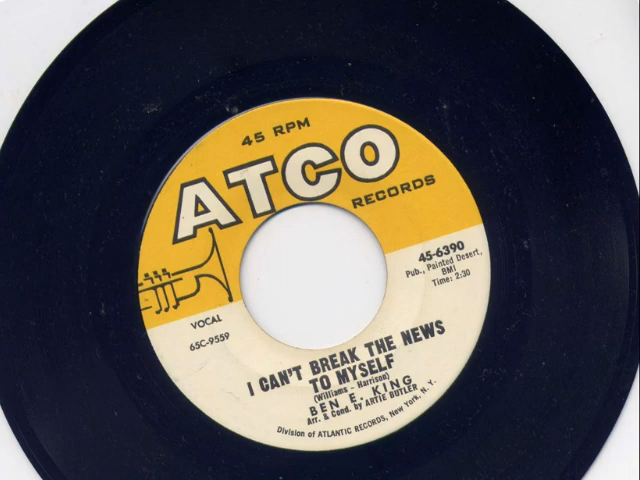 45 RPM
ATCO
RECORDS
45-6390
Pub., Painted Desert,
BMI
Time: 2:30
VOCAL
65C-9559
I CAN'T BREAK THE NEWS
TO MYSELF
(Williams - Harrison)
BEN E. KING
Arr. & Cond. by ARTIE BUTLER
Division of ATLANTIC RECORDS, New York, N. Y.